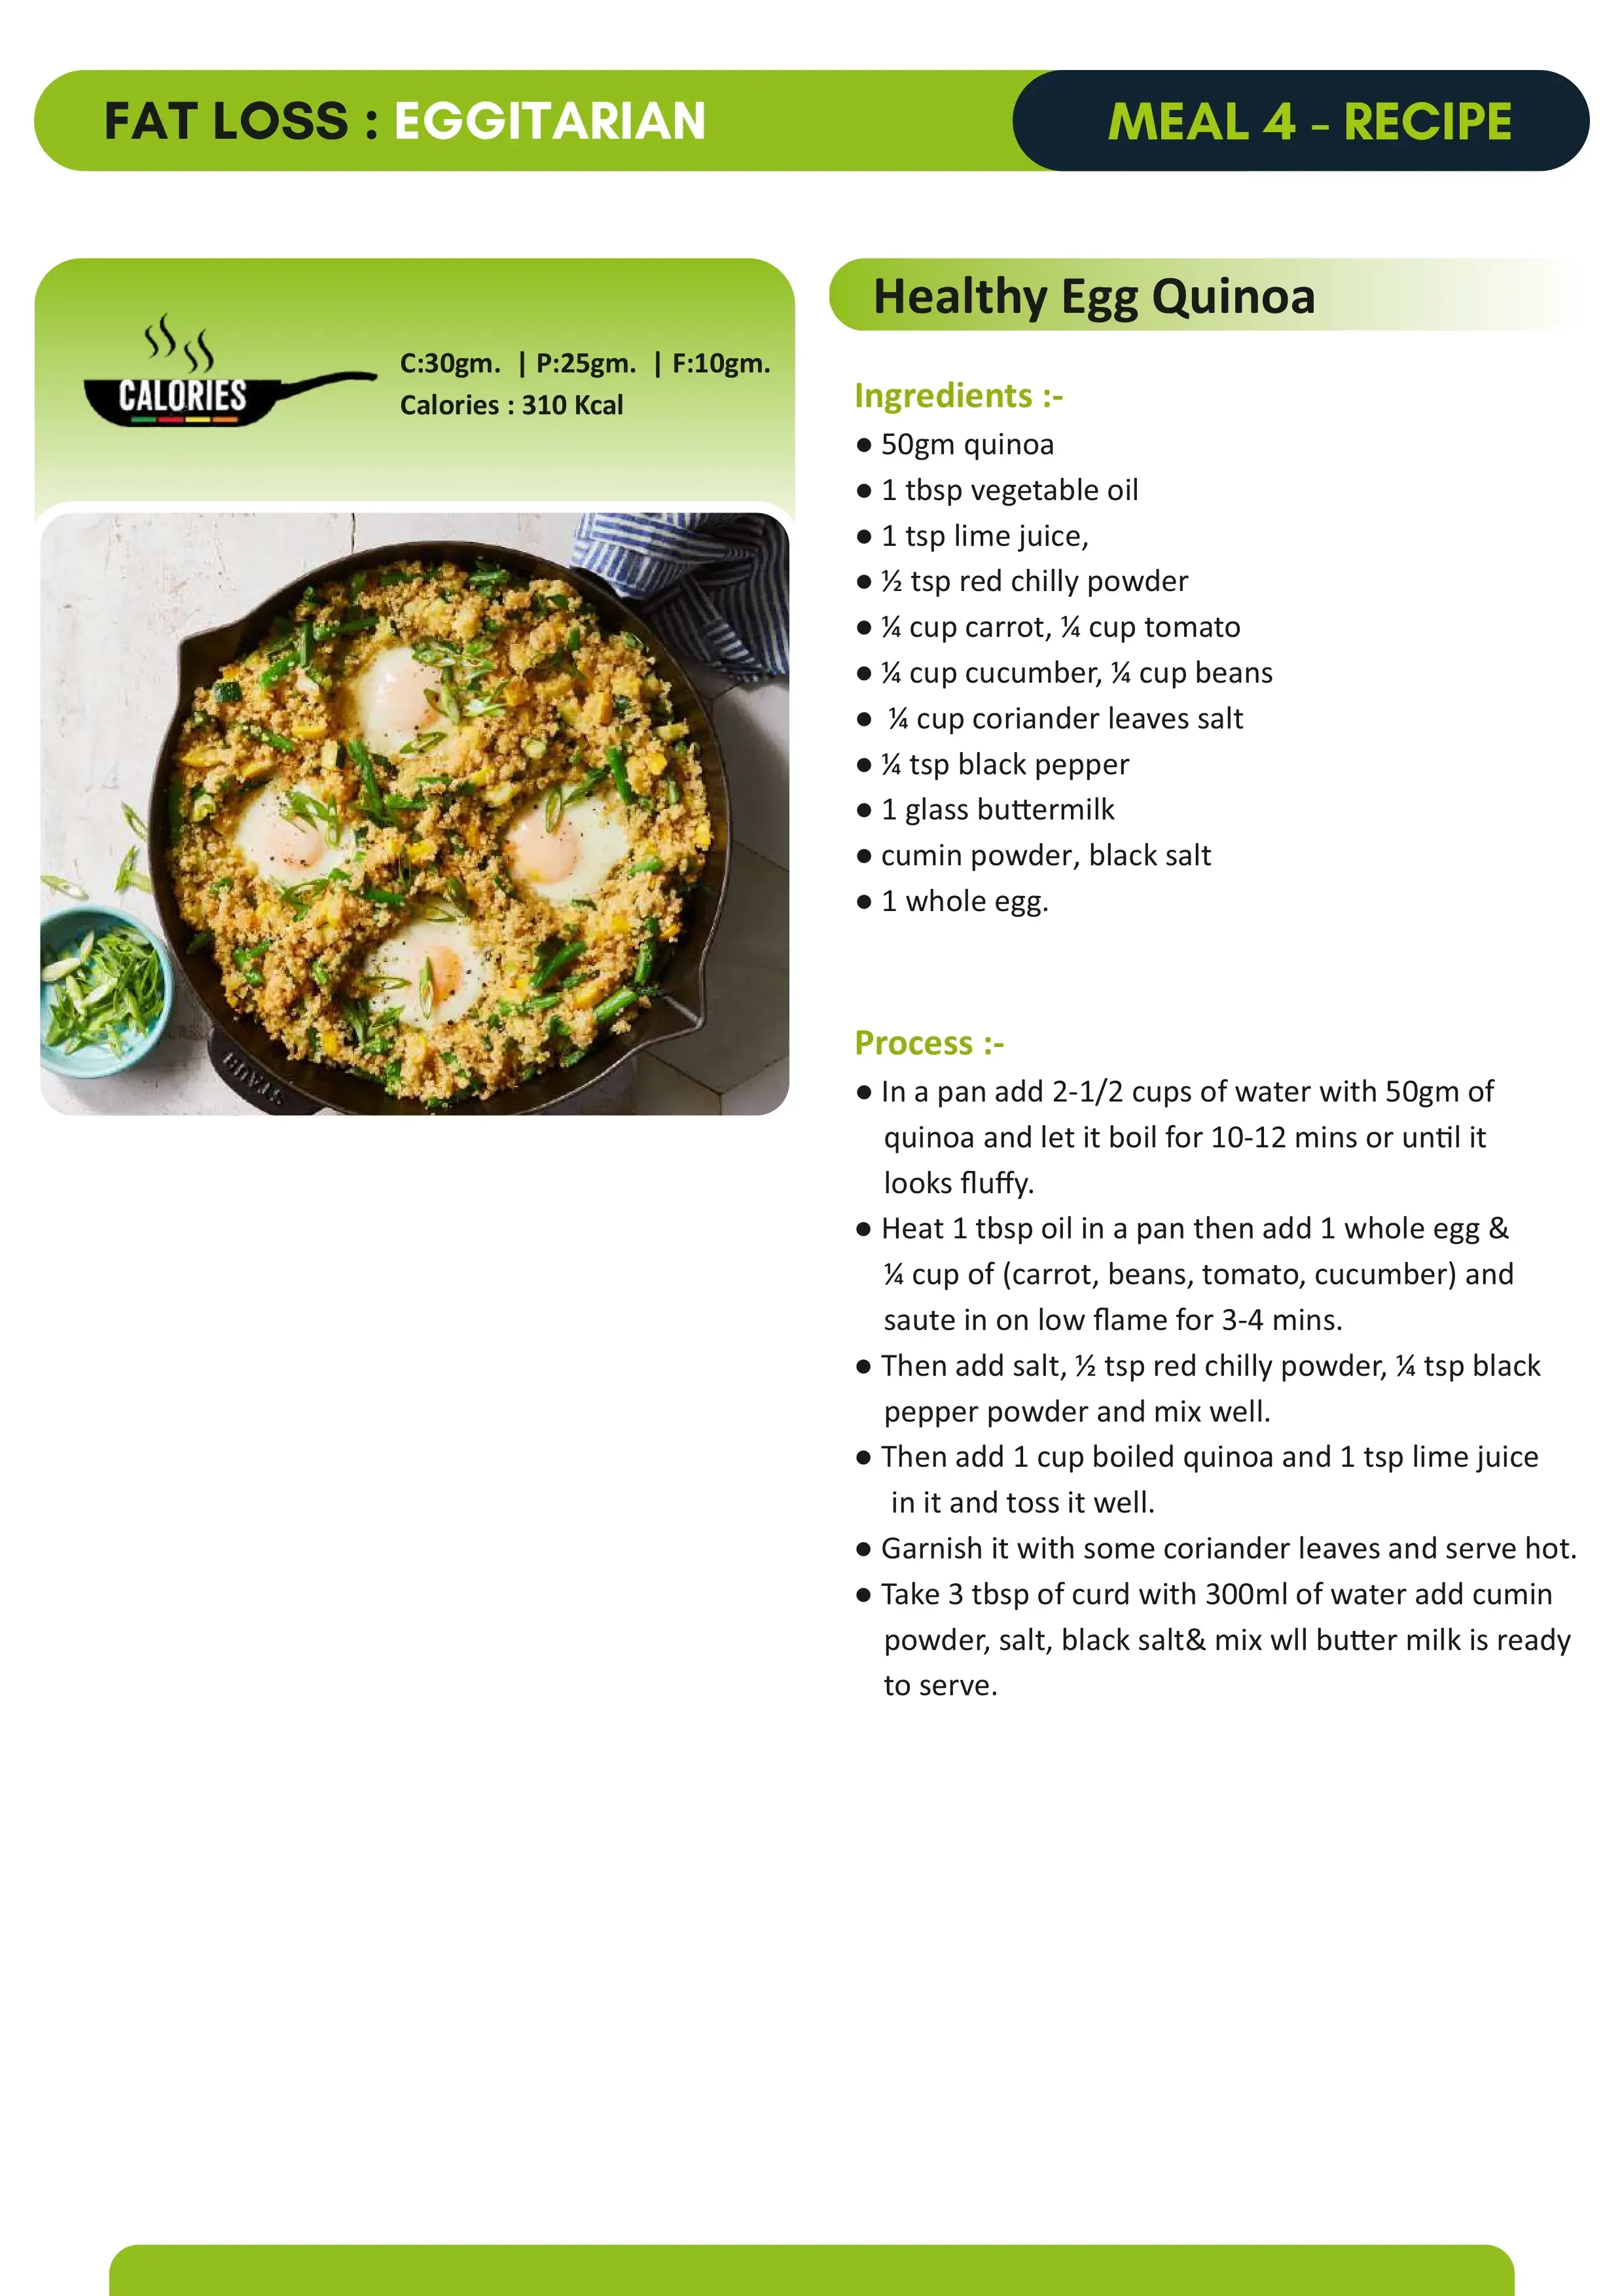 FAT LOSS : EGGITARIAN
MEAL 4 - RECIPE
CALORIES
C:30gm. | P:25gm. | F:10gm.
Calories : 310 Kcal
STAUB
Healthy Egg Quinoa
Ingredients :-
● 50gm quinoa
● 1 tbsp vegetable oil
● 1 tsp lime juice,
● ½ tsp red chilly powder
● ¼ cup carrot, ¼ cup tomato
● ¼ cup cucumber, ¼ cup beans
● ¼ cup coriander leaves salt
● ¼ tsp black pepper
● 1 glass buttermilk
● cumin powder, black salt
● 1 whole egg.
Process :-
● In a pan add 2-1/2 cups of water with 50gm of
quinoa and let it boil for 10-12 mins or until it
looks fluffy.
● Heat 1 tbsp oil in a pan then add 1 whole egg &
¼ cup of (carrot, beans, tomato, cucumber) and
saute in on low flame for 3-4 mins.
● Then add salt, ½ tsp red chilly powder, ¼ tsp black
pepper powder and mix well.
● Then add 1 cup boiled quinoa and 1 tsp lime juice
in it and toss it well.
● Garnish it with some coriander leaves and serve hot.
● Take 3 tbsp of curd with 300ml of water add cumin
powder, salt, black salt& mix wll butter milk is ready
to serve.